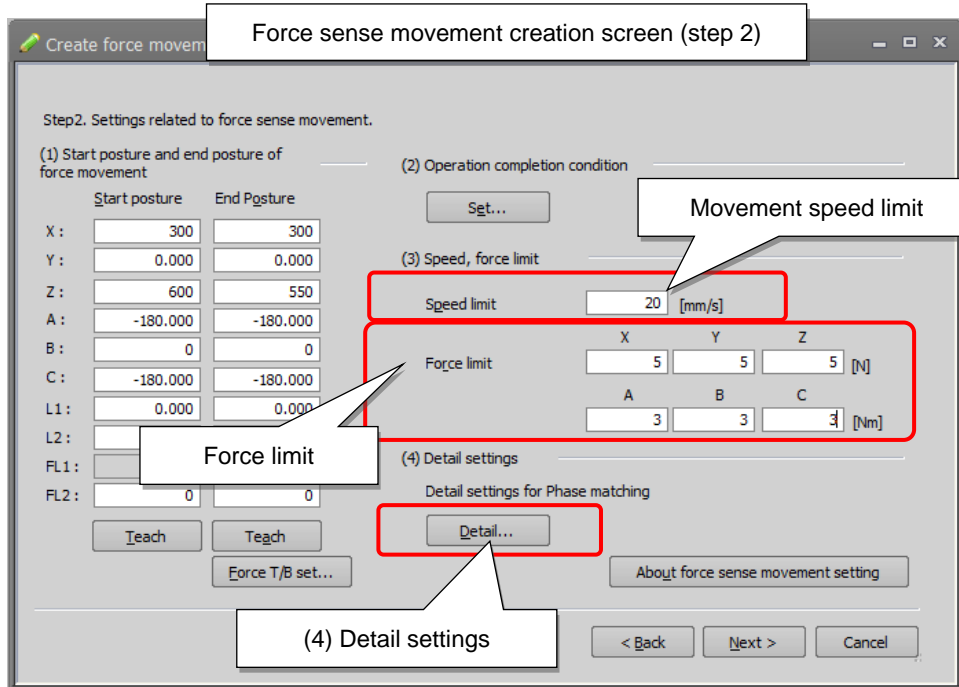 Force sense movement creation screen (step 2)
Create force movem
Step2. Settings related to force sense movement.
(1) Start posture and end posture of
force movement
Start posture End Posture
X : 300 300
Y : 0.000 0.000
Z : 600 550
A : -180.000 -180.000
B : 0 0
C : -180.000 -180.000
L1 : 0.000 0.000
L2 :
FL1 :
FL2 : 0 0
Teach Teach
Force T/B set...
(2) Operation completion condition
Set...
Movement speed limit
(3) Speed, force limit
Speed limit 20 [mm/s]
X Y Z
Force limit 5 5 5 [N]
A B C
3 3 3 [Nm]
Force limit
(4) Detail settings
Detail settings for Phase matching
Detail...
About force sense movement setting
(4) Detail settings
< Back Next > Cancel